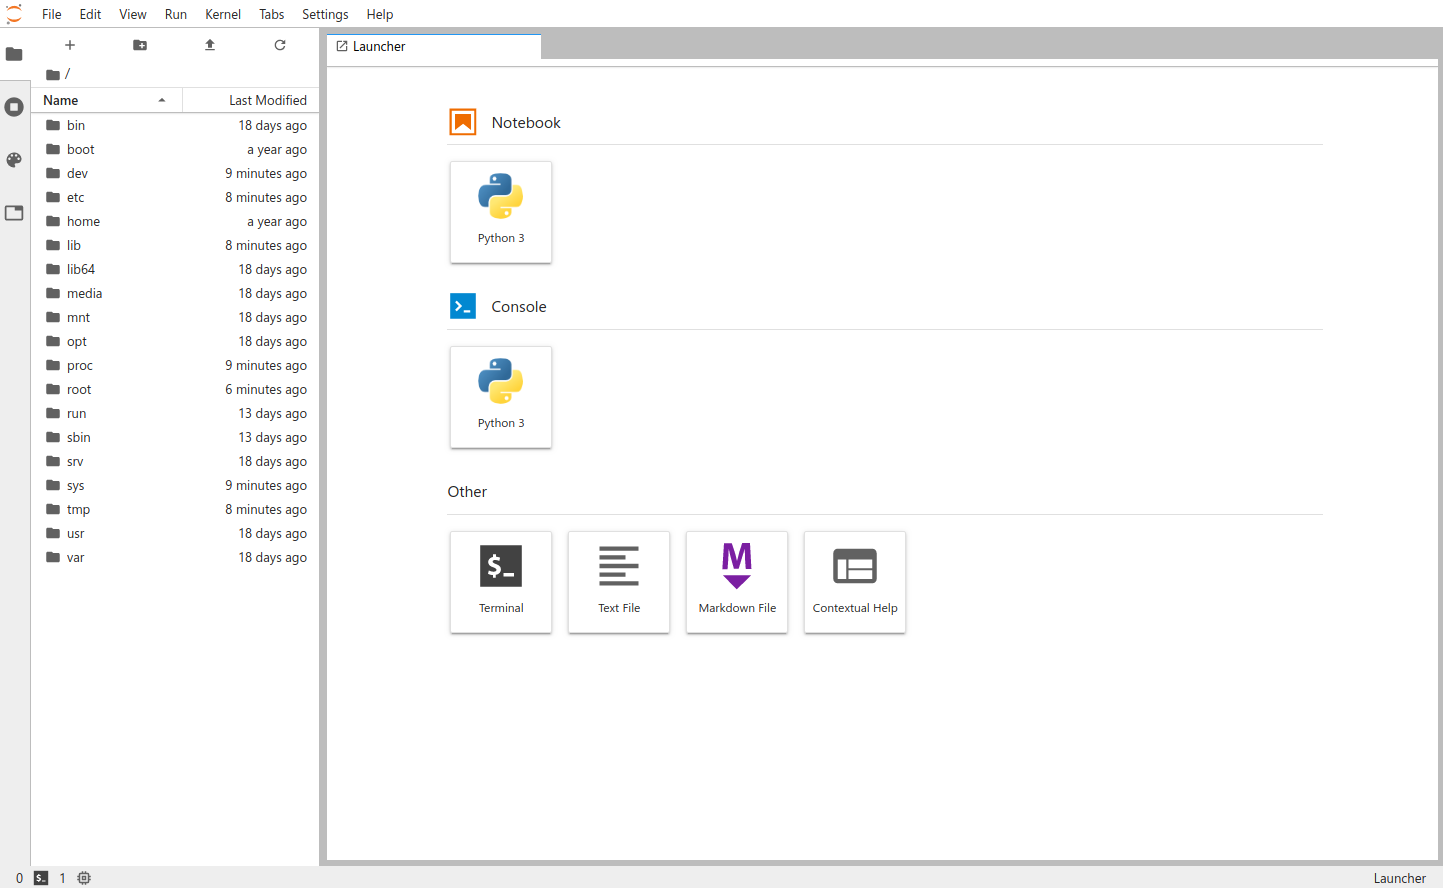 File Edit View Run Kernel Tabs Settings Help
Launcher
/
Name Last Modified
bin 18 days ago
boot a year ago
dev 9 minutes ago
etc 8 minutes ago
home a year ago
lib 8 minutes ago
lib64 18 days ago
media 18 days ago
mnt 18 days ago
opt 18 days ago
proc 9 minutes ago
root 6 minutes ago
run 13 days ago
sbin 13 days ago
srv 18 days ago
sys 9 minutes ago
tmp 8 minutes ago
usr 18 days ago
var 18 days ago
Notebook
Python 3
Console
Python 3
Other
$_
M
Terminal Text File Markdown File Contextual Help
0 $_ 1 Launcher